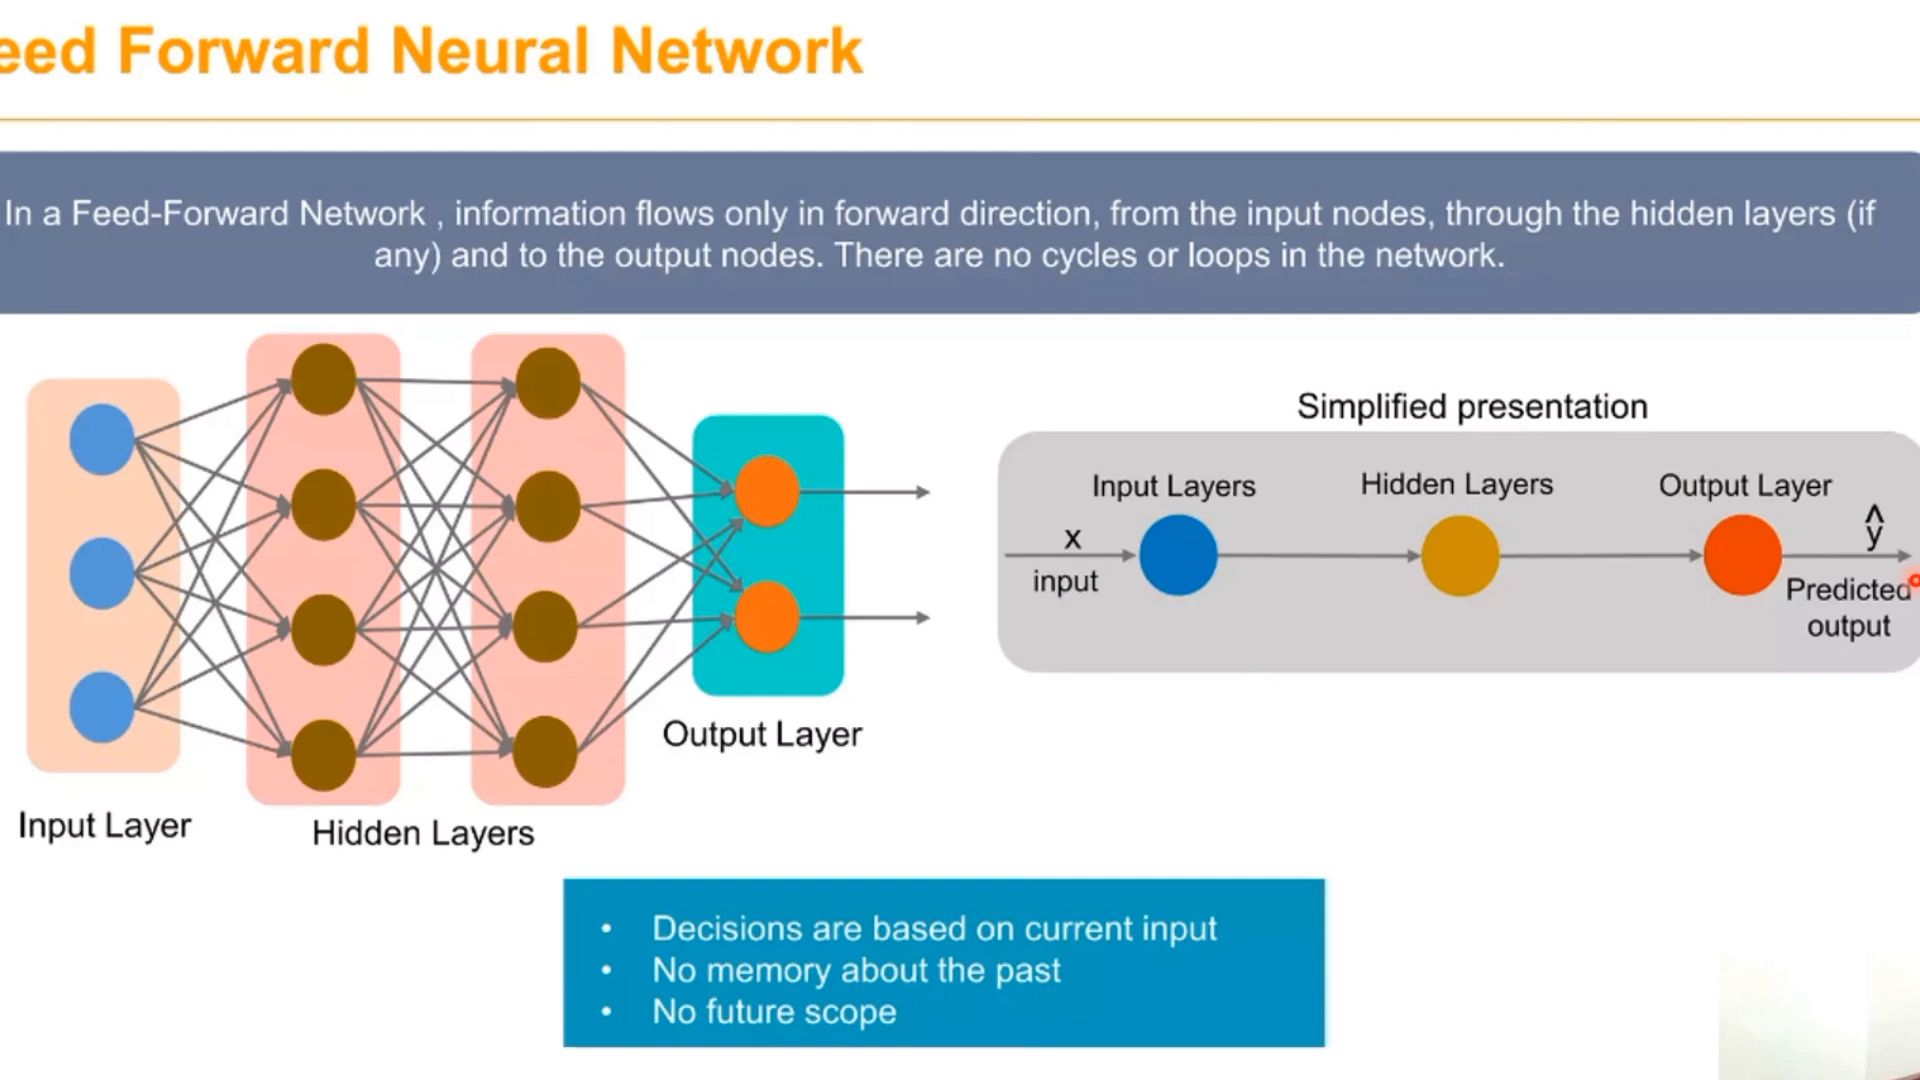 eed Forward Neural Network
In a Feed-Forward Network , information flows only in forward direction, from the input nodes, through the hidden layers (if
any) and to the output nodes. There are no cycles or loops in the network.
Input Layer
Hidden Layers
Output Layer
Simplified presentation
Input Layers
Hidden Layers
Output Layer
x
input
ŷ
Predicted
output
• Decisions are based on current input
• No memory about the past
• No future scope